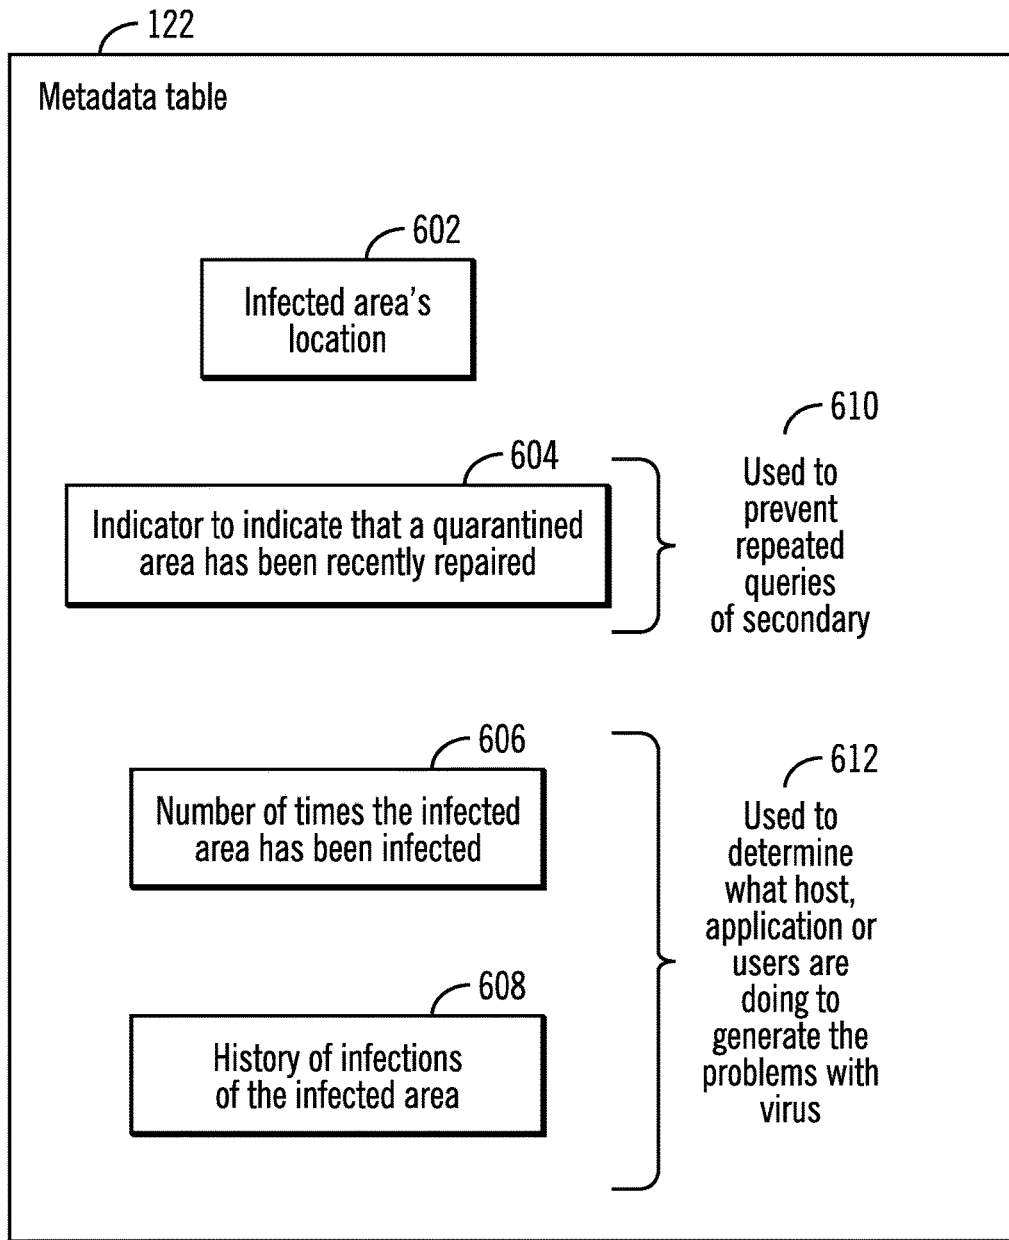 122
Metadata table
602
Infected area's
location
604
Indicator to indicate that a quarantined
area has been recently repaired
610
Used to
prevent
repeated
queries
of secondary
606
Number of times the infected
area has been infected
608
History of infections
of the infected area
612
Used to
determine
what host,
application or
users are
doing to
generate the
problems with
virus